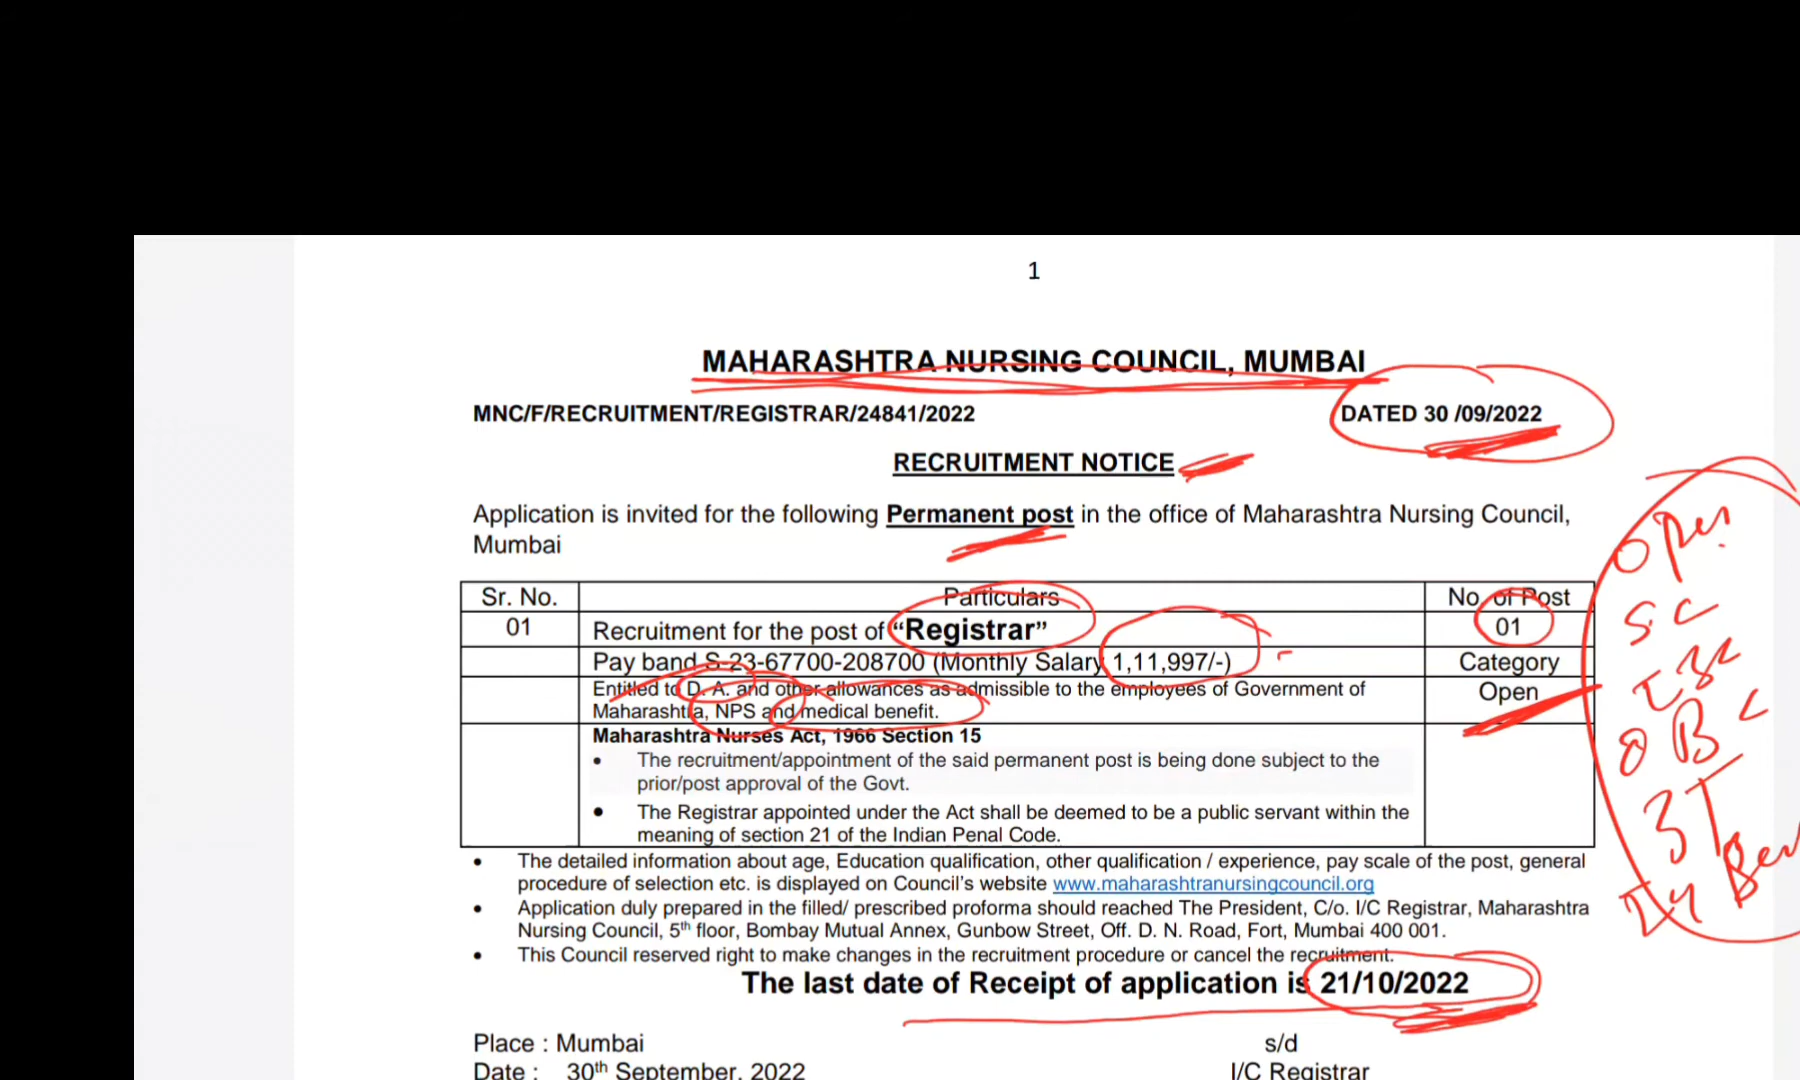 1
MAHARASHTRA NURSING COUNCIL, MUMBAI
MNC/F/RECRUITMENT/REGISTRAR/24841/2022 DATED 30 /09/2022
RECRUITMENT NOTICE
Application is invited for the following Permanent post in the office of Maharashtra Nursing Council,
Mumbai
Sr. No. Particulars No. of Post
01 Recruitment for the post of “Registrar” 01
Pay band S-23-67700-208700 (Monthly Salary 1,11,997/-) Category
Entitled to D. A. and other allowances as admissible to the employees of Government of
Maharashtra, NPS and medical benefit.
Open
Maharashtra Nurses Act, 1966 Section 15
• The recruitment/appointment of the said permanent post is being done subject to the
prior/post approval of the Govt.
• The Registrar appointed under the Act shall be deemed to be a public servant within the
meaning of section 21 of the Indian Penal Code.
• The detailed information about age, Education qualification, other qualification / experience, pay scale of the post, general
procedure of selection etc. is displayed on Council’s website www.maharashtranursingcouncil.org
• Application duly prepared in the filled/ prescribed proforma should reached The President, C/o. I/C Registrar, Maharashtra
Nursing Council, 5th floor, Bombay Mutual Annex, Gunbow Street, Off. D. N. Road, Fort, Mumbai 400 001.
• This Council reserved right to make changes in the recruitment procedure or cancel the recruitment.
The last date of Receipt of application is 21/10/2022
Place : Mumbai s/d
Date : 30th September, 2022 I/C Registrar
Open
SC
OBC